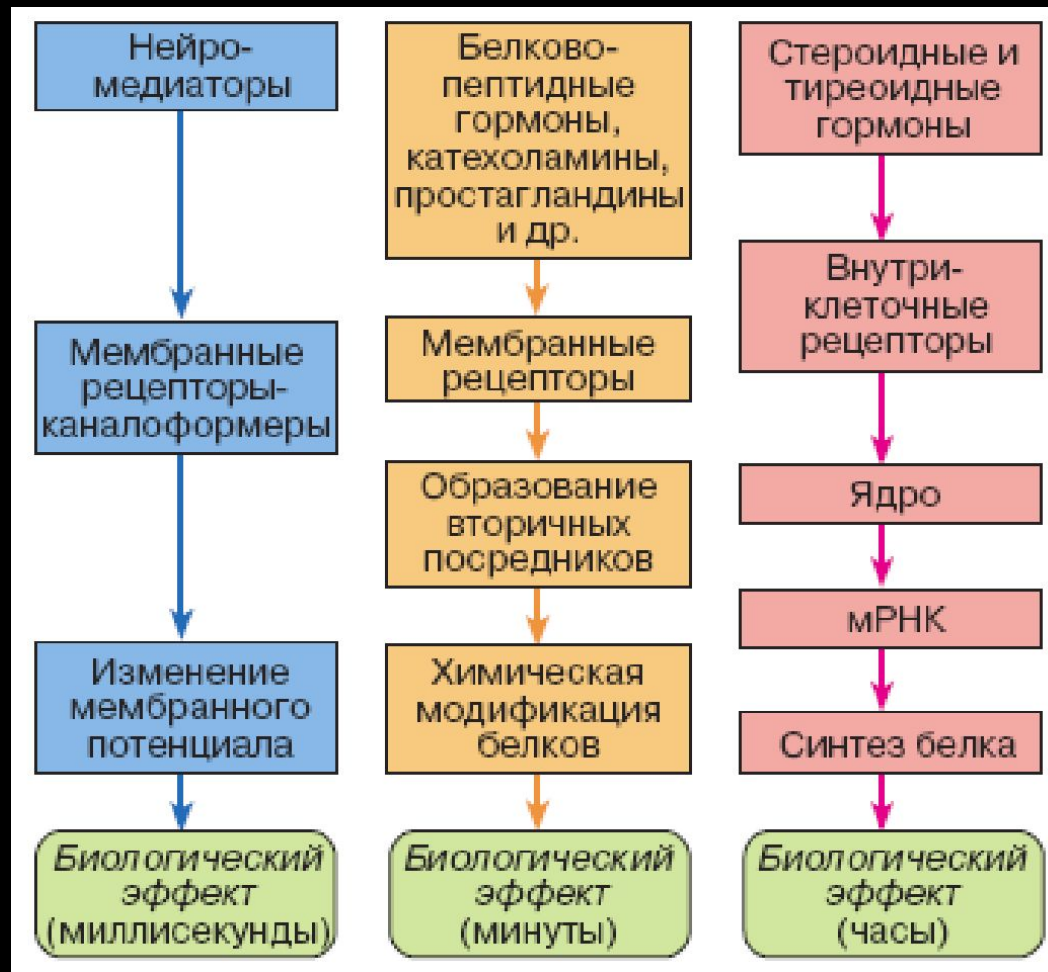 Нейро-
медиаторы
Мембранные
рецепторы-
каналоформеры
Изменение
мембранного
потенциала
Биологический
эффект
(миллисекунды)
Белково-
пептидные
гормоны,
катехоламины,
простагландины
и др.
Мембранные
рецепторы
Образование
вторичных
посредников
Химическая
модификация
белков
Биологический
эффект
(минуты)
Стероидные и
тиреоидные
гормоны
Внутри-
клеточные
рецепторы
Ядро
мРНК
Синтез белка
Биологический
эффект
(часы)